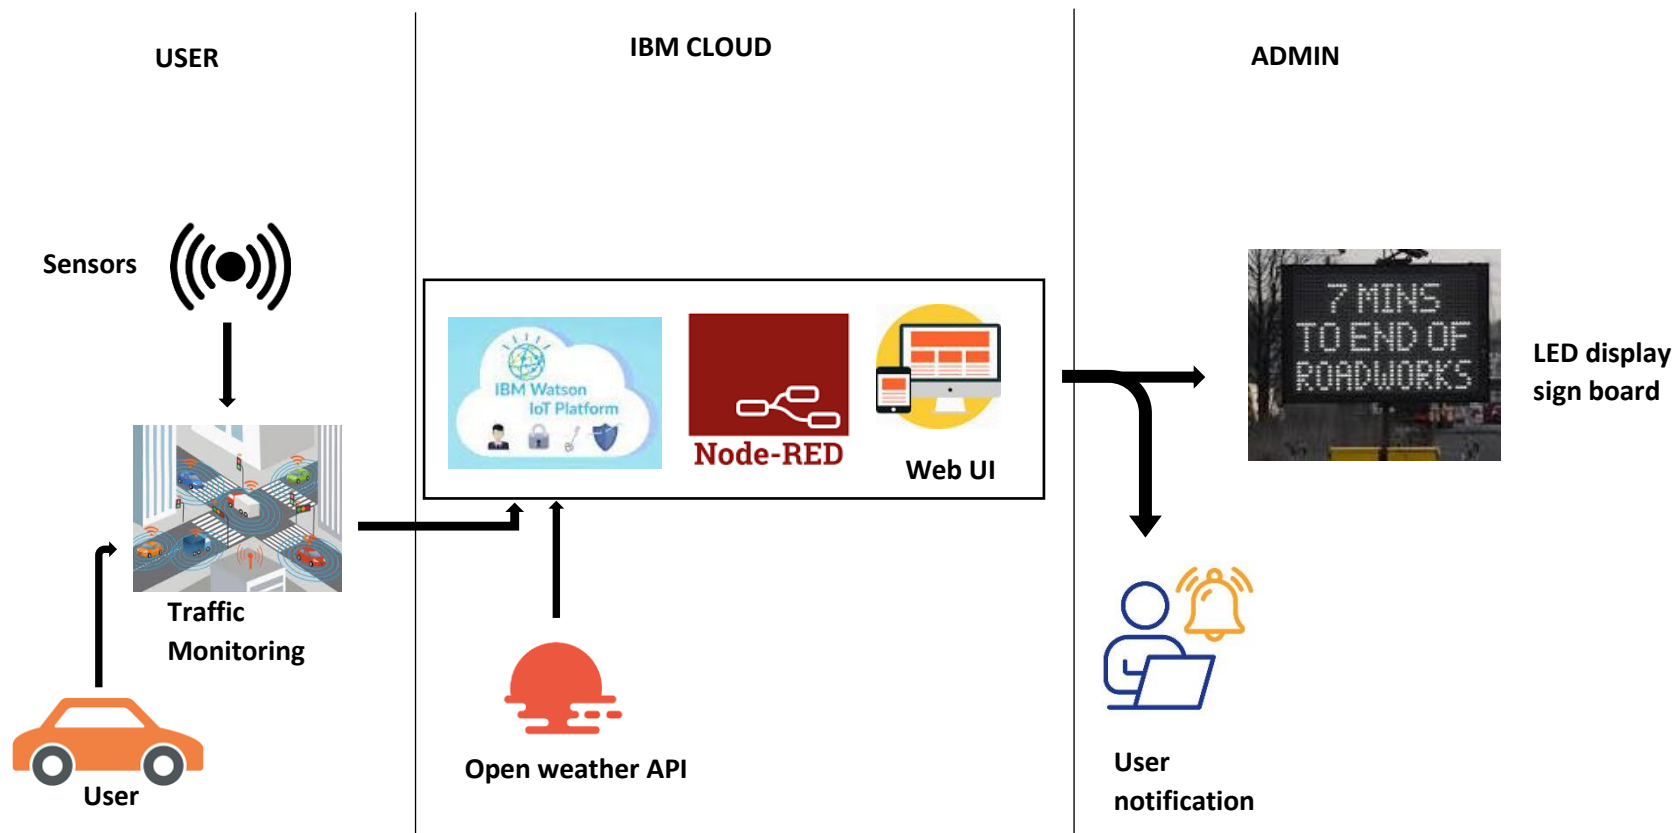 USER
IBM CLOUD
ADMIN
Sensors
IBM Watson
IoT Platform
Node-RED
Web UI
7 MINS
TO END OF
ROADWORKS
LED display
sign board
Traffic
Monitoring
User
Open weather API
User
notification